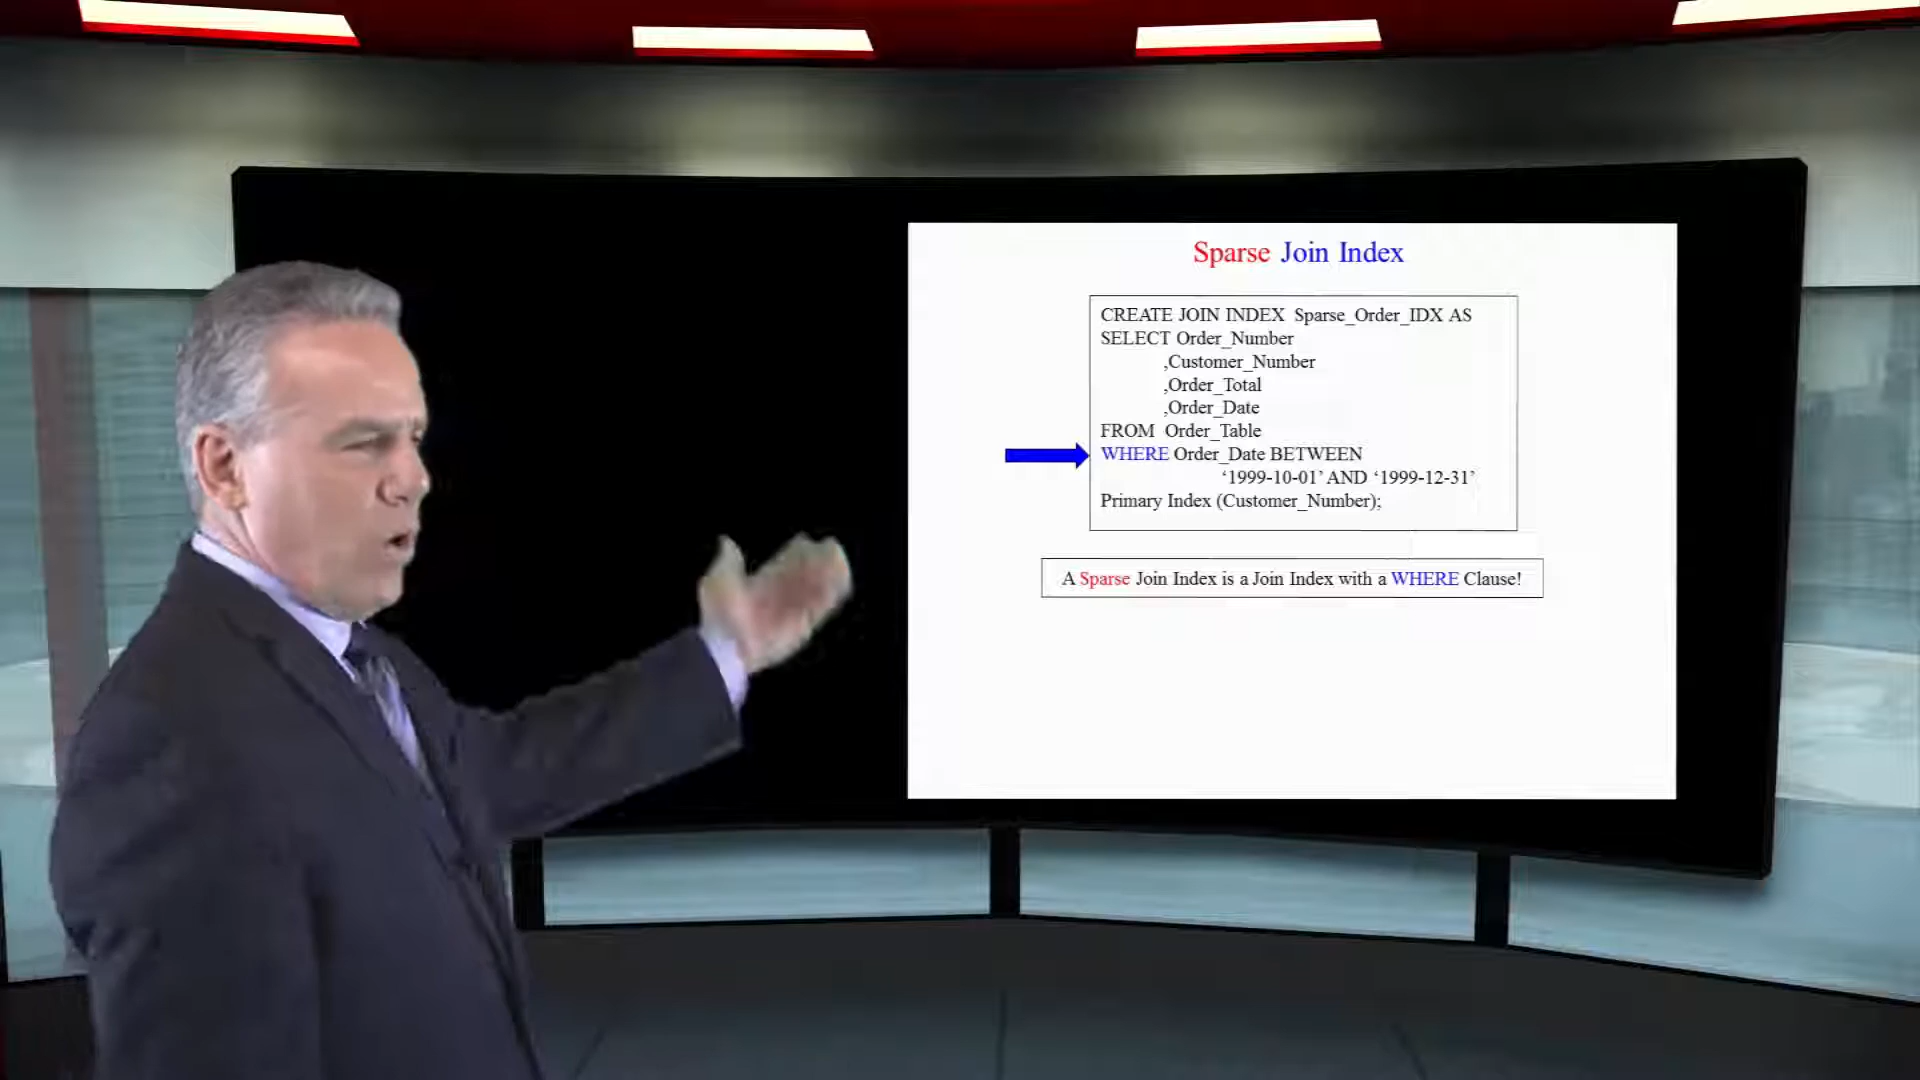 Sparse Join Index
CREATE JOIN INDEX Sparse_Order_IDX AS
SELECT Order_Number
,Customer_Number
,Order_Total
,Order_Date
FROM Order_Table
WHERE Order_Date BETWEEN
‘1999-10-01’ AND ‘1999-12-31’
Primary Index (Customer_Number);
A Sparse Join Index is a Join Index with a WHERE Clause!